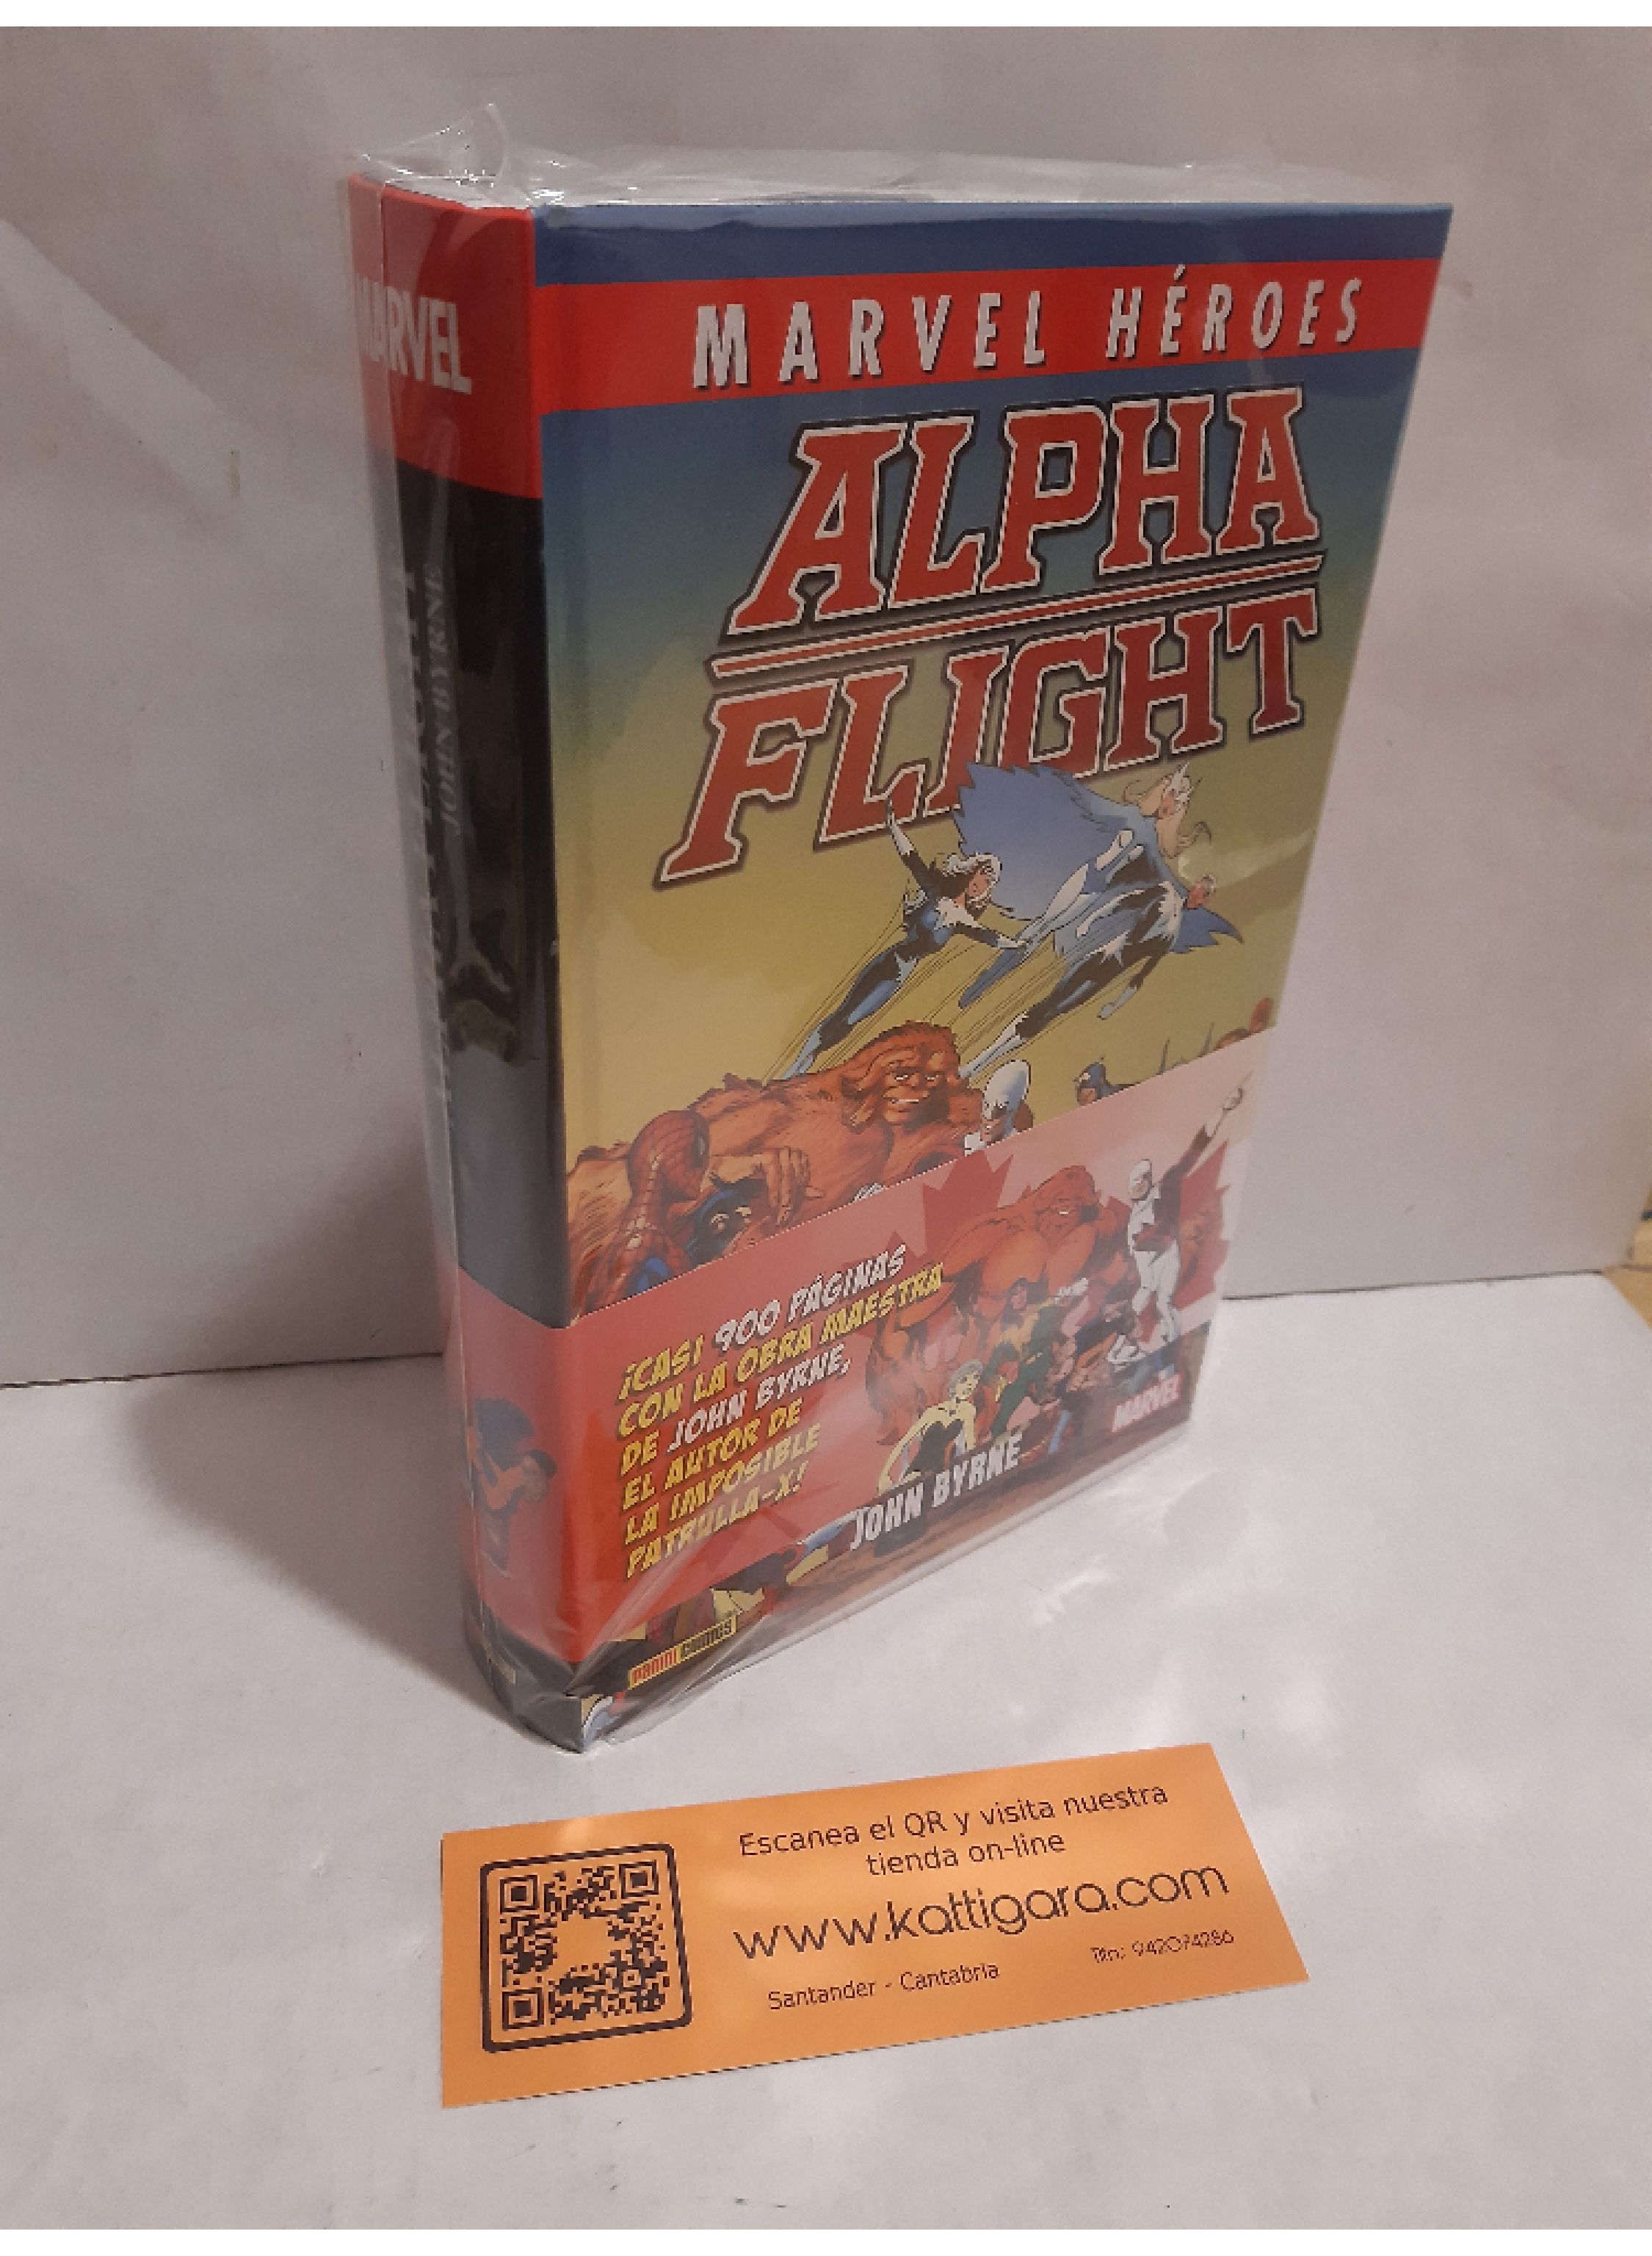 MARVEL
JOHN BYRNE
MARVEL HÉROES
ALPHA
FLIGHT
¡CASI 900 PÁGINAS
CON LA OBRA MAESTRA
DE JOHN BYRNE,
EL AUTOR DE
LA IMPOSIBLE
PATRULLA-X!
MARVEL
JOHN BYRNE
PANINI COMICS
Escanea el QR y visita nuestra
tienda on-line
www.kattigara.com
Santander - Cantabria
Tlfn: 942074286